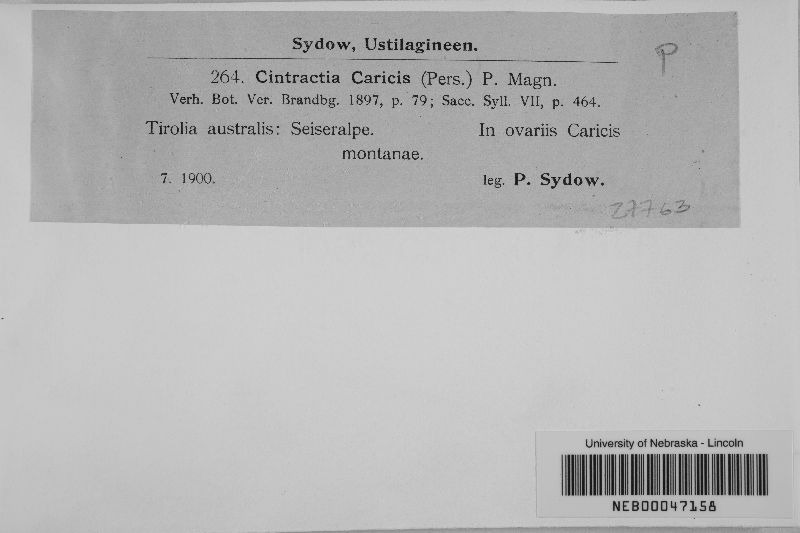 Sydow, Ustilagineen.
P
264. Cintractia Caricis (Pers.) P. Magn.
Verh. Bot. Ver. Brandbg. 1897, p. 79; Sacc. Syll. VII, p. 464.
Tirolia australis: Seiseralpe. In ovariis Caricis
montanae.
7. 1900. leg. P. Sydow.
27763
University of Nebraska - Lincoln
NEB00047158